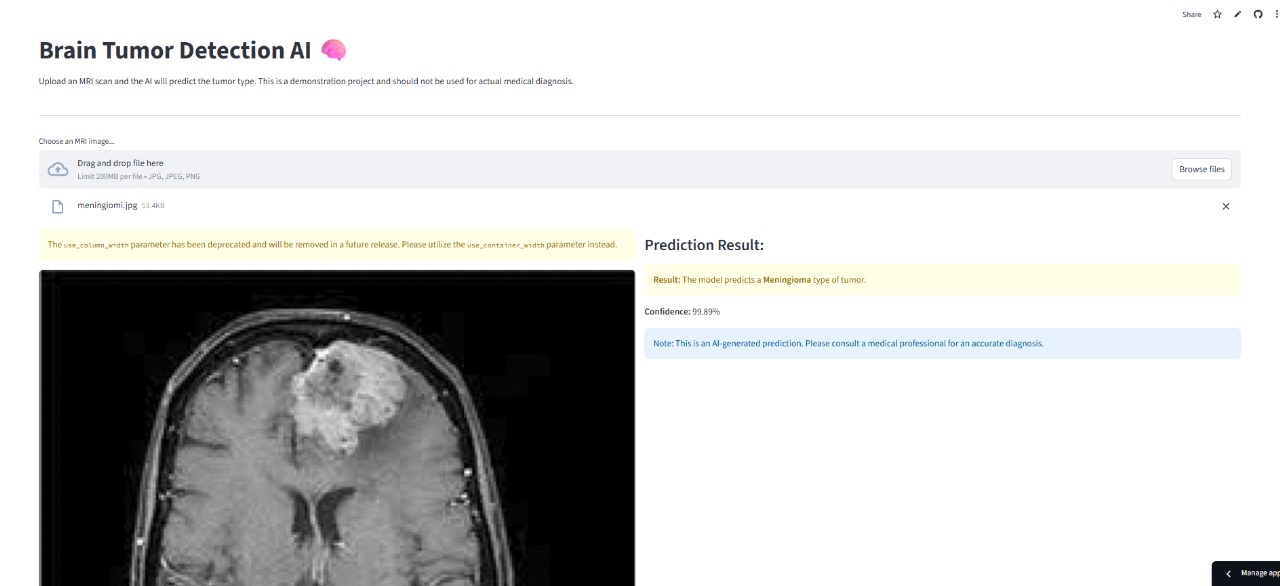 Share
Brain Tumor Detection AI
Upload an MRI scan and the AI will predict the tumor type. This is a demonstration project and should not be used for actual medical diagnosis.
Choose an MRI image...
Drag and drop file here
Limit 200MB per file • JPG, JPEG, PNG
Browse files
meningiomi.jpg 53.4KB
The use_column_width parameter has been deprecated and will be removed in a future release. Please utilize the use_container_width parameter instead.
Prediction Result:
Result: The model predicts a Meningioma type of tumor.
Confidence: 99.89%
Note: This is an AI-generated prediction. Please consult a medical professional for an accurate diagnosis.
Manage app